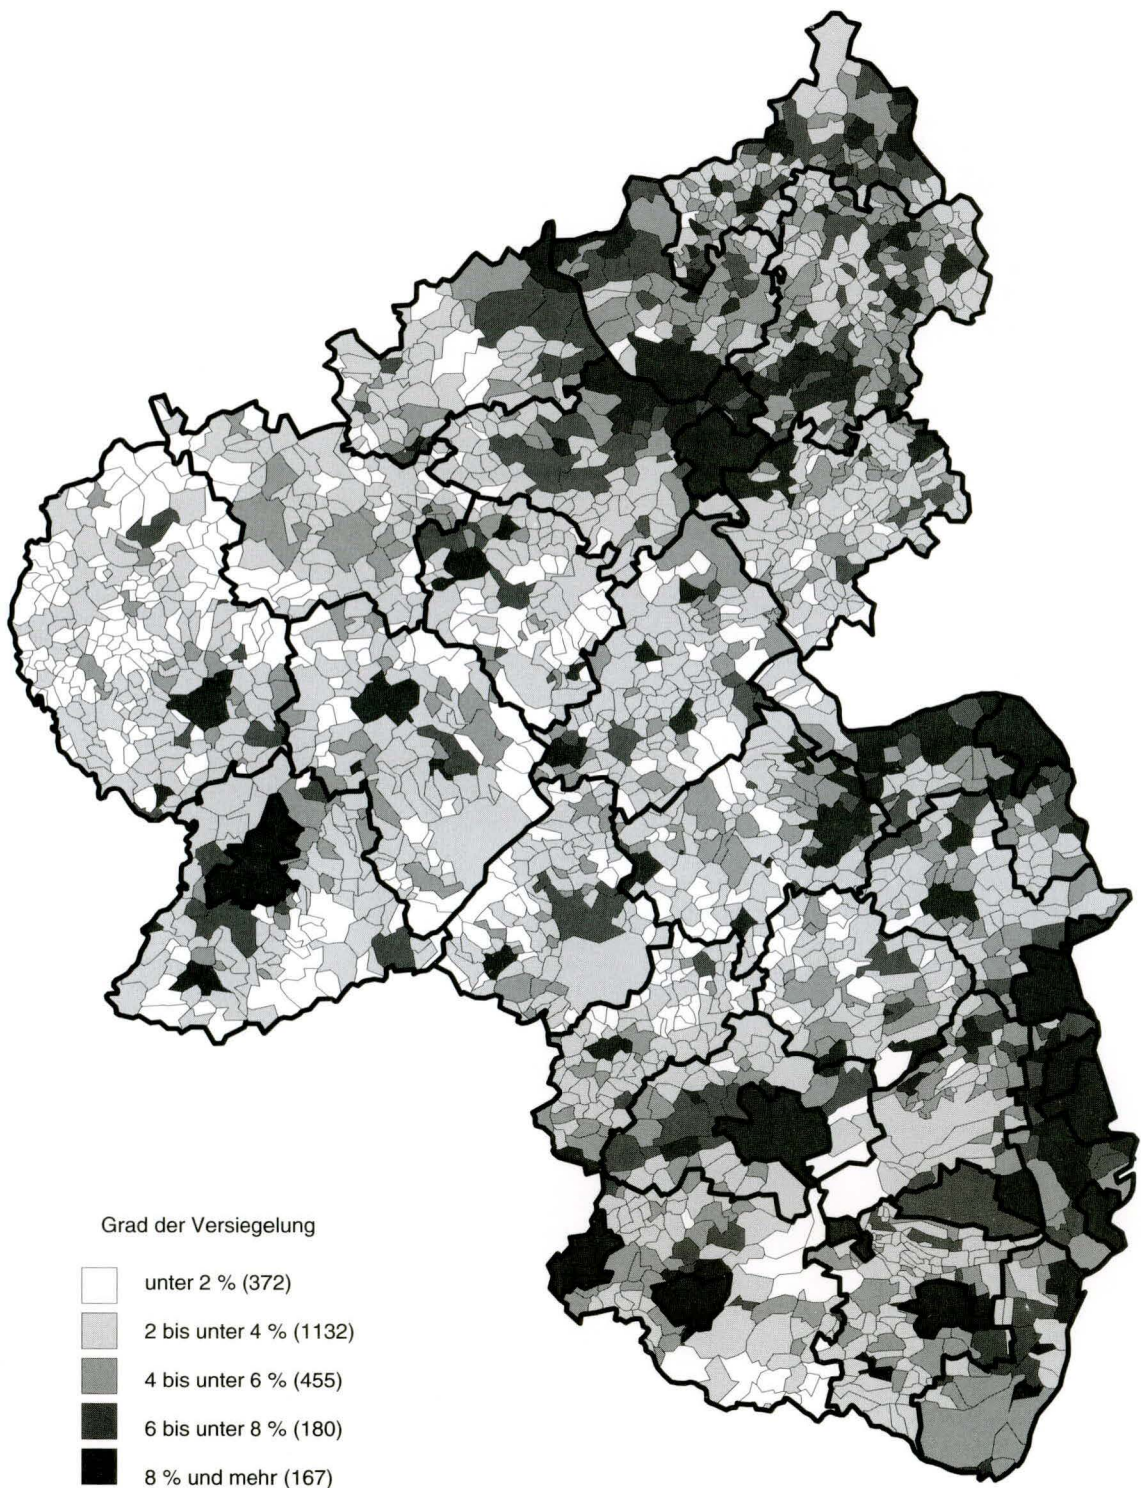 Grad der Versiegelung
unter 2 % (372)
2 bis unter 4 % (1132)
4 bis unter 6 % (455)
6 bis unter 8 % (180)
8 % und mehr (167)